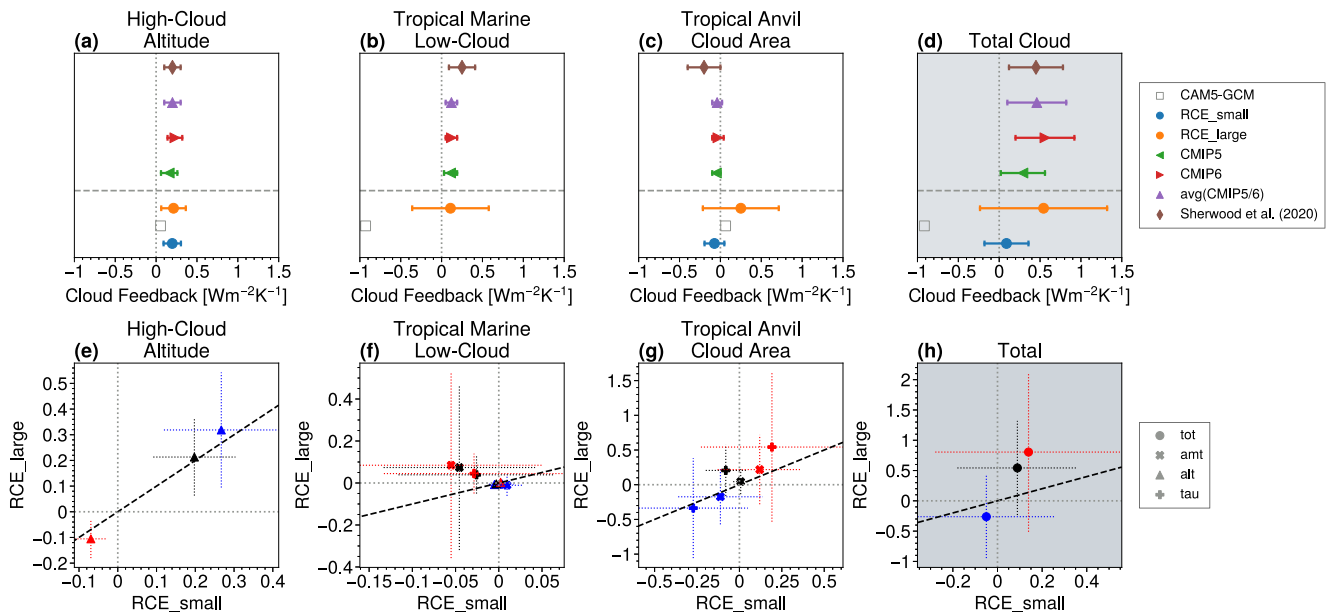 High-Cloud
(a) Altitude
Tropical Marine
(b) Low-Cloud
Tropical Anvil
(c) Cloud Area
(d) Total Cloud
−1 −0.5 0 0.5 1 1.5
Cloud Feedback [Wm−2K−1]
−1 −0.5 0 0.5 1 1.5
Cloud Feedback [Wm−2K−1]
−1 −0.5 0 0.5 1 1.5
Cloud Feedback [Wm−2K−1]
−1 −0.5 0 0.5 1 1.5
Cloud Feedback [Wm−2K−1]
CAM5-GCM
RCE_small
RCE_large
CMIP5
CMIP6
avg(CMIP5/6)
Sherwood et al. (2020)
High-Cloud
(e) Altitude
RCE_large
0.5
0.4
0.3
0.2
0.1
0
−0.1
−0.2
0 0.1 0.2 0.3 0.4
RCE_small
Tropical Marine
(f) Low-Cloud
RCE_large
0.4
0.2
0
−0.2
−0.4
−0.15 −0.1 −0.05 0 0.05
RCE_small
Tropical Anvil
(g) Cloud Area
RCE_large
1.5
1
0.5
0
−0.5
−1
−0.5 −0.25 0 0.25 0.5
RCE_small
(h) Total
RCE_large
2
1.5
1
0.5
0
−0.5
−1
−0.2 0 0.2 0.4
RCE_small
tot
amt
alt
tau